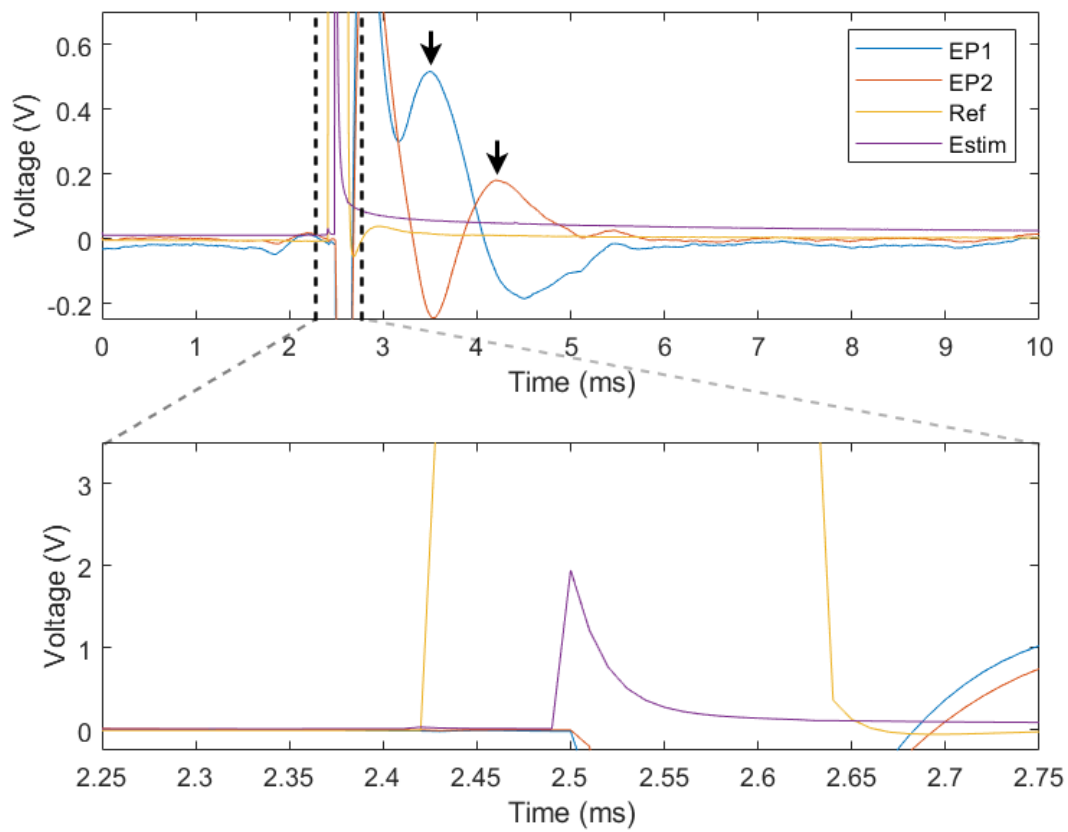 Voltage (V)
0.6
0.4
0.2
0
-0.2
EP1
EP2
Ref
Estim
0 1 2 3 4 5 6 7 8 9 10
Time (ms)
Voltage (V)
3
2
1
0
2.25 2.3 2.35 2.4 2.45 2.5 2.55 2.6 2.65 2.7 2.75
Time (ms)